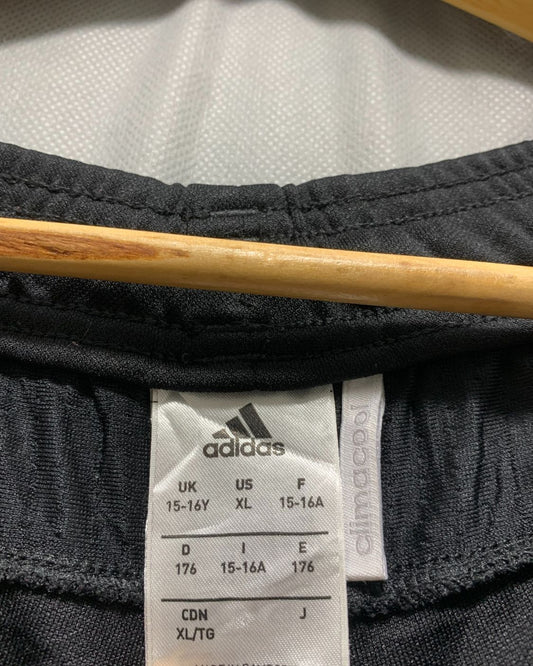 adidas
UK US F
15-16Y XL 15-16A
D I E
176 15-16A 176
CDN J
XL/TG
climacool